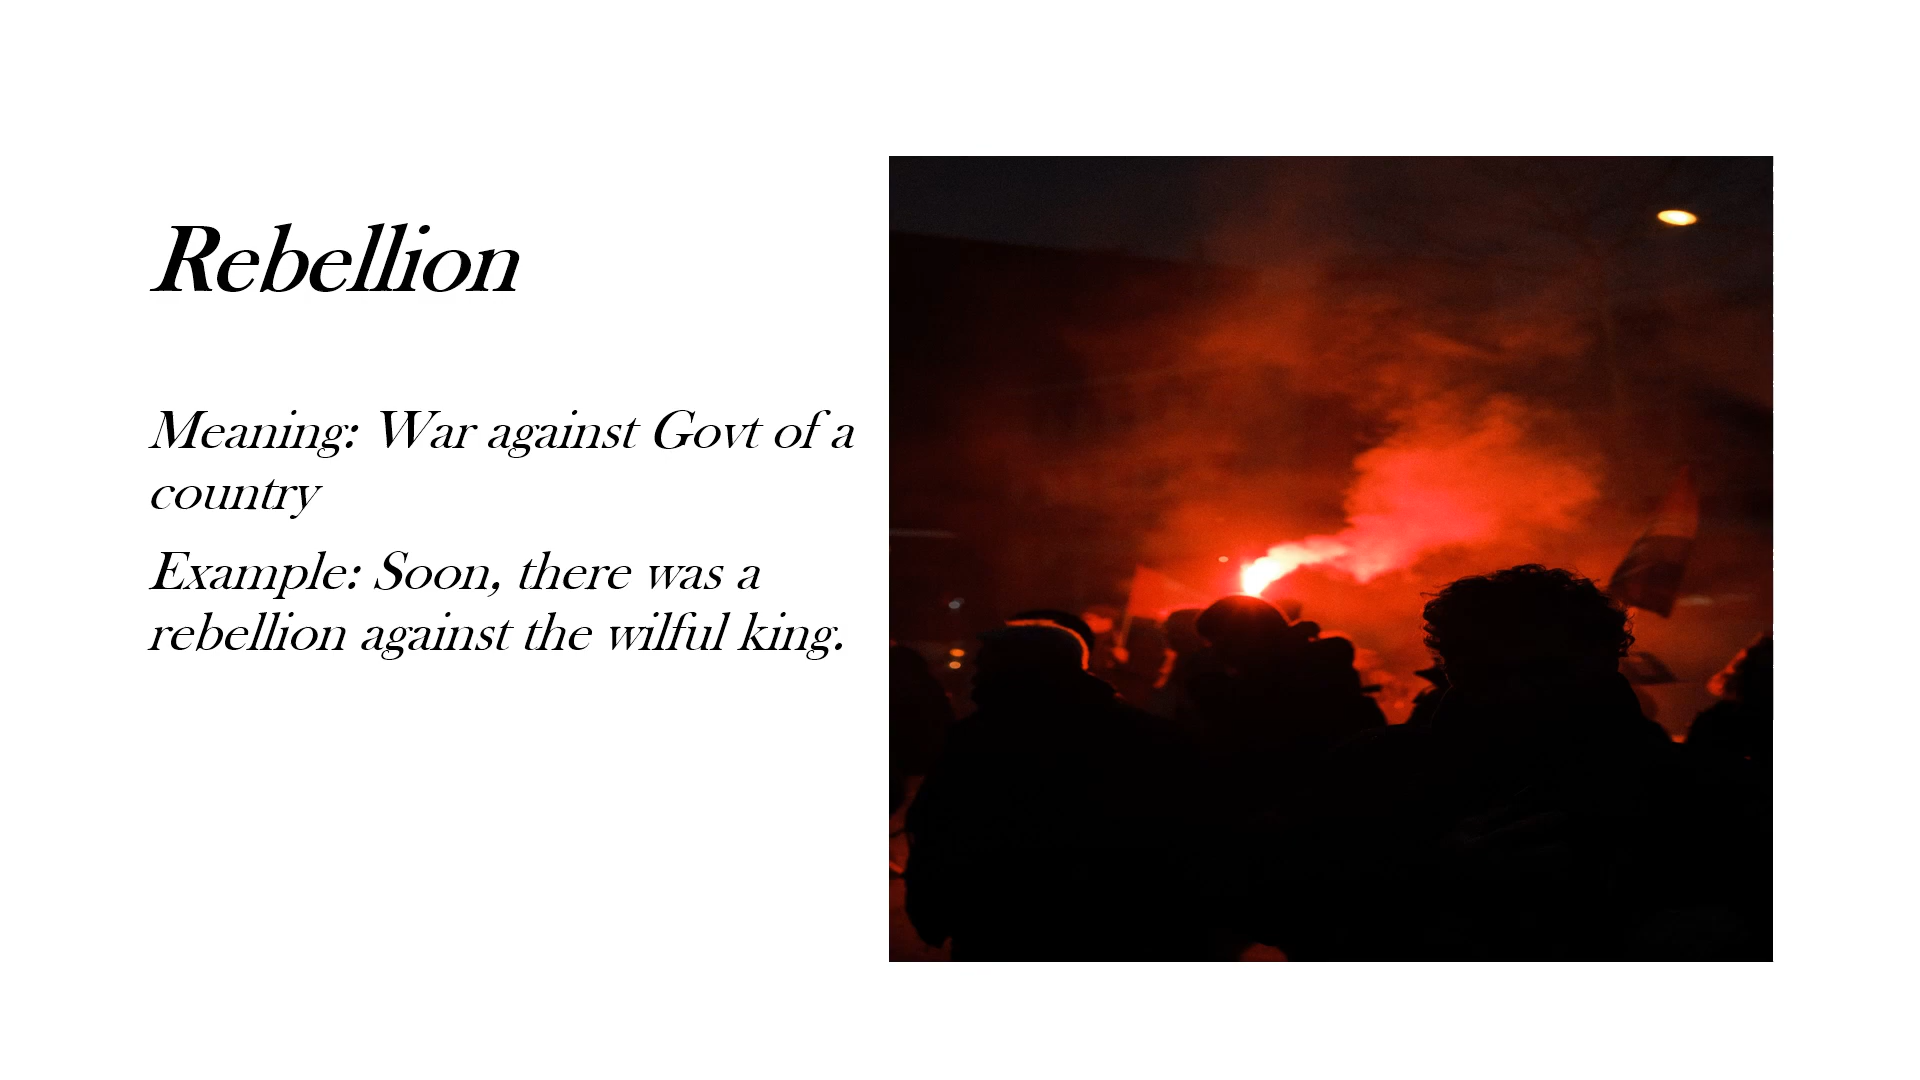 Rebellion
Meaning: War against Govt of a
country
Example: Soon, there was a
rebellion against the wilful king.